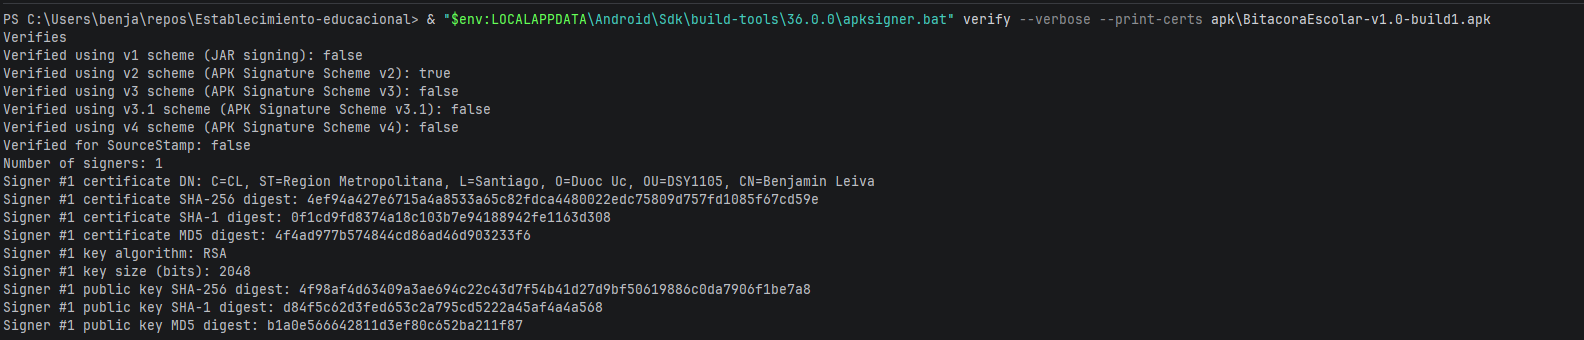 PS C:\Users\benja\repos\Establecimiento-educacional> & "$env:LOCALAPPDATA\Android\Sdk\build-tools\36.0.0\apksigner.bat" verify --verbose --print-certs apk\BitacoraEscolar-v1.0-build1.apk
Verifies
Verified using v1 scheme (JAR signing): false
Verified using v2 scheme (APK Signature Scheme v2): true
Verified using v3 scheme (APK Signature Scheme v3): false
Verified using v3.1 scheme (APK Signature Scheme v3.1): false
Verified using v4 scheme (APK Signature Scheme v4): false
Verified for SourceStamp: false
Number of signers: 1
Signer #1 certificate DN: C=CL, ST=Region Metropolitana, L=Santiago, O=Duoc Uc, OU=DSY1105, CN=Benjamin Leiva
Signer #1 certificate SHA-256 digest: 4ef94a427e6715a4a8533a65c82fdca4480022edc75809d757fd1085f67cd59e
Signer #1 certificate SHA-1 digest: 0f1cd9fd8374a18c103b7e94188942fe1163d308
Signer #1 certificate MD5 digest: 4f4ad977b574844cd86ad46d903233f6
Signer #1 key algorithm: RSA
Signer #1 key size (bits): 2048
Signer #1 public key SHA-256 digest: 4f98af4d63409a3ae694c22c43d7f54b41d27d9bf50619886c0da7906f1be7a8
Signer #1 public key SHA-1 digest: d84f5c62d3fed653c2a795cd5222a45af4a4a568
Signer #1 public key MD5 digest: b1a0e566642811d3ef80c652ba211f87